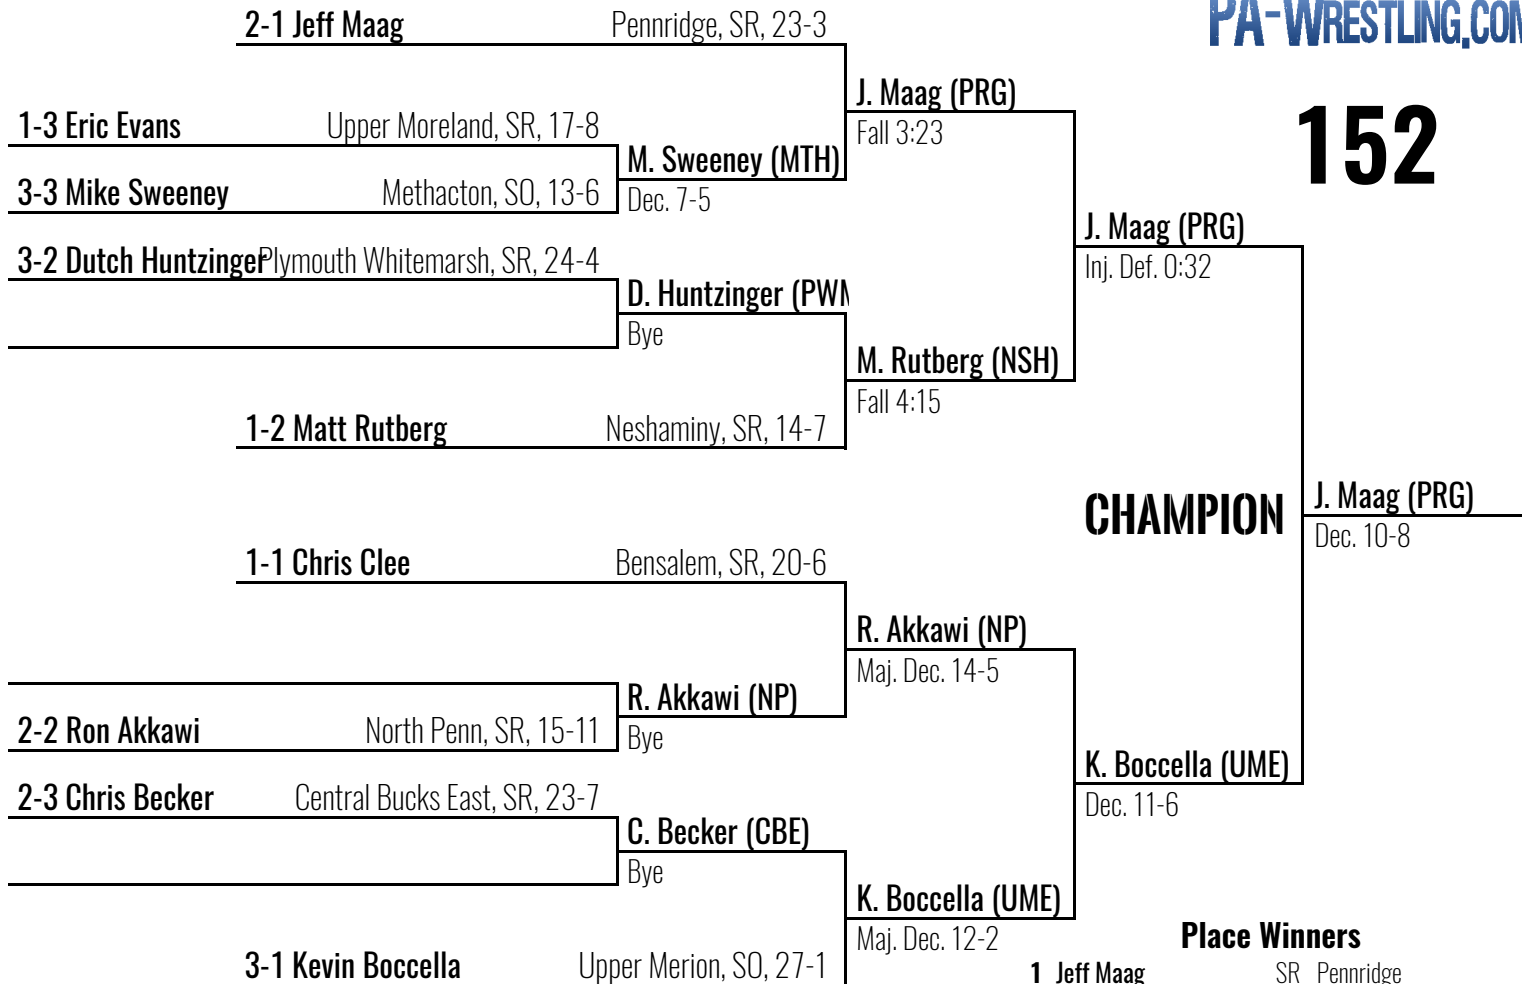 PA-WRESTLING.COM
152
2-1 Jeff Maag Pennridge, SR, 23-3
J. Maag (PRG)
Fall 3:23
1-3 Eric Evans Upper Moreland, SR, 17-8
M. Sweeney (MTH)
Dec. 7-5
3-3 Mike Sweeney Methacton, SO, 13-6
J. Maag (PRG)
Inj. Def. 0:32
3-2 Dutch Huntzinger Plymouth Whitemarsh, SR, 24-4
D. Huntzinger (PWM
Bye
M. Rutberg (NSH)
Fall 4:15
1-2 Matt Rutberg Neshaminy, SR, 14-7
CHAMPION
J. Maag (PRG)
Dec. 10-8
1-1 Chris Clee Bensalem, SR, 20-6
R. Akkawi (NP)
Maj. Dec. 14-5
R. Akkawi (NP)
Bye
2-2 Ron Akkawi North Penn, SR, 15-11
K. Boccella (UME)
Dec. 11-6
2-3 Chris Becker Central Bucks East, SR, 23-7
C. Becker (CBE)
Bye
K. Boccella (UME)
Maj. Dec. 12-2
3-1 Kevin Boccella Upper Merion, SO, 27-1
Place Winners
1 Jeff Maag SR Pennridge